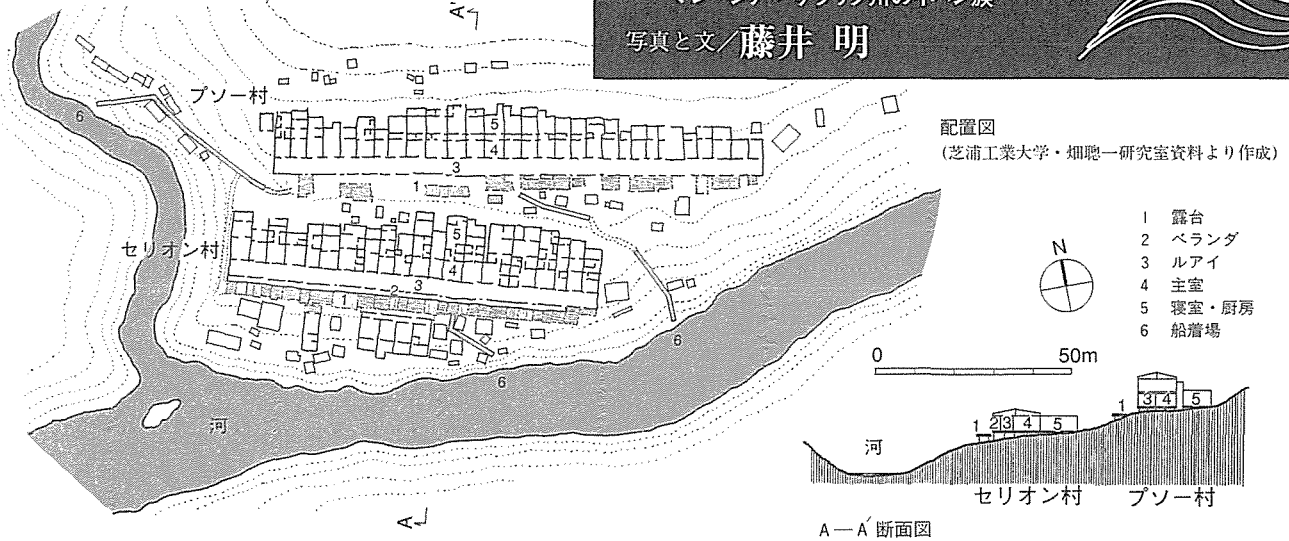 写真と文/藤井 明
配置図
(芝浦工業大学・畑聰一研究室資料より作成)
1 露台
2 ベランダ
3 ルアイ
4 主室
5 寝室・厨房
6 船着場
N
0 50m
A'
プソー村
6
5
4
3
1
セリオン村
5
4
3
2
1
6
6
河
A
1 2 3 4 5
1 3 4 5
河
セリオン村 プソー村
A—A'断面図